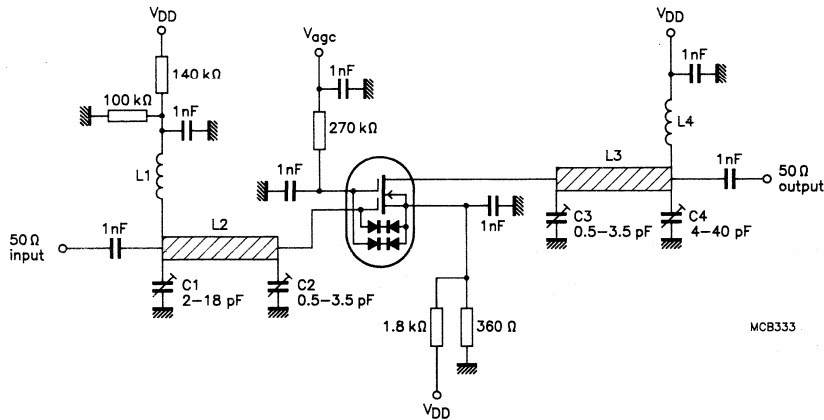 VDD
140 kΩ
100 kΩ
1nF
L1
1nF
50 Ω
input
L2
C1
2–18 pF
C2
0.5–3.5 pF
Vagc
1nF
270 kΩ
1nF
1nF
1.8 kΩ
360 Ω
VDD
L3
C3
0.5–3.5 pF
C4
4–40 pF
VDD
1nF
L4
1nF
50 Ω
output
MCB333